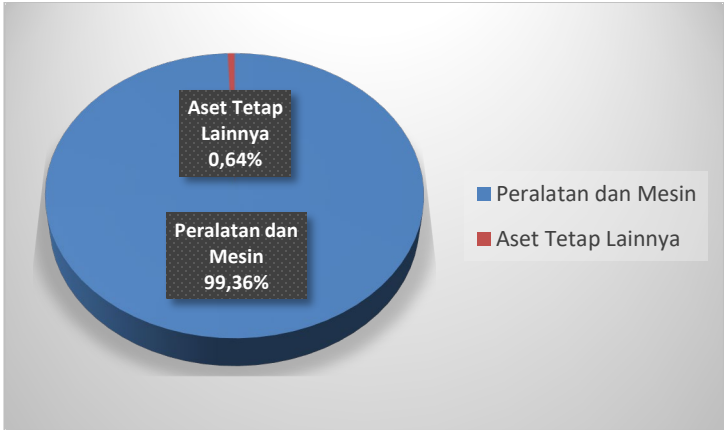 Aset Tetap
Lainnya
0,64%
Peralatan dan
Mesin
99,36%
Peralatan dan Mesin
Aset Tetap Lainnya